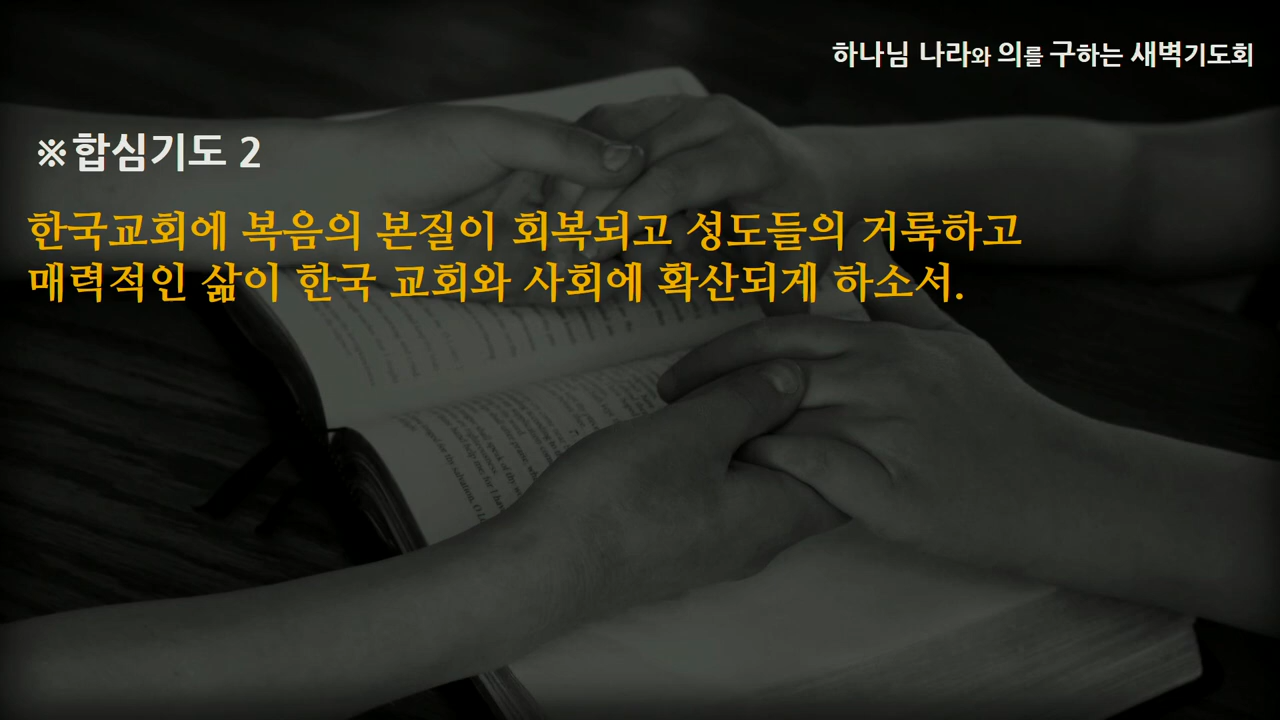 하나님 나라와 의를 구하는 새벽기도회
※합심기도 2
한국교회에 복음의 본질이 회복되고 성도들의 거룩하고
매력적인 삶이 한국 교회와 사회에 확산되게 하소서.